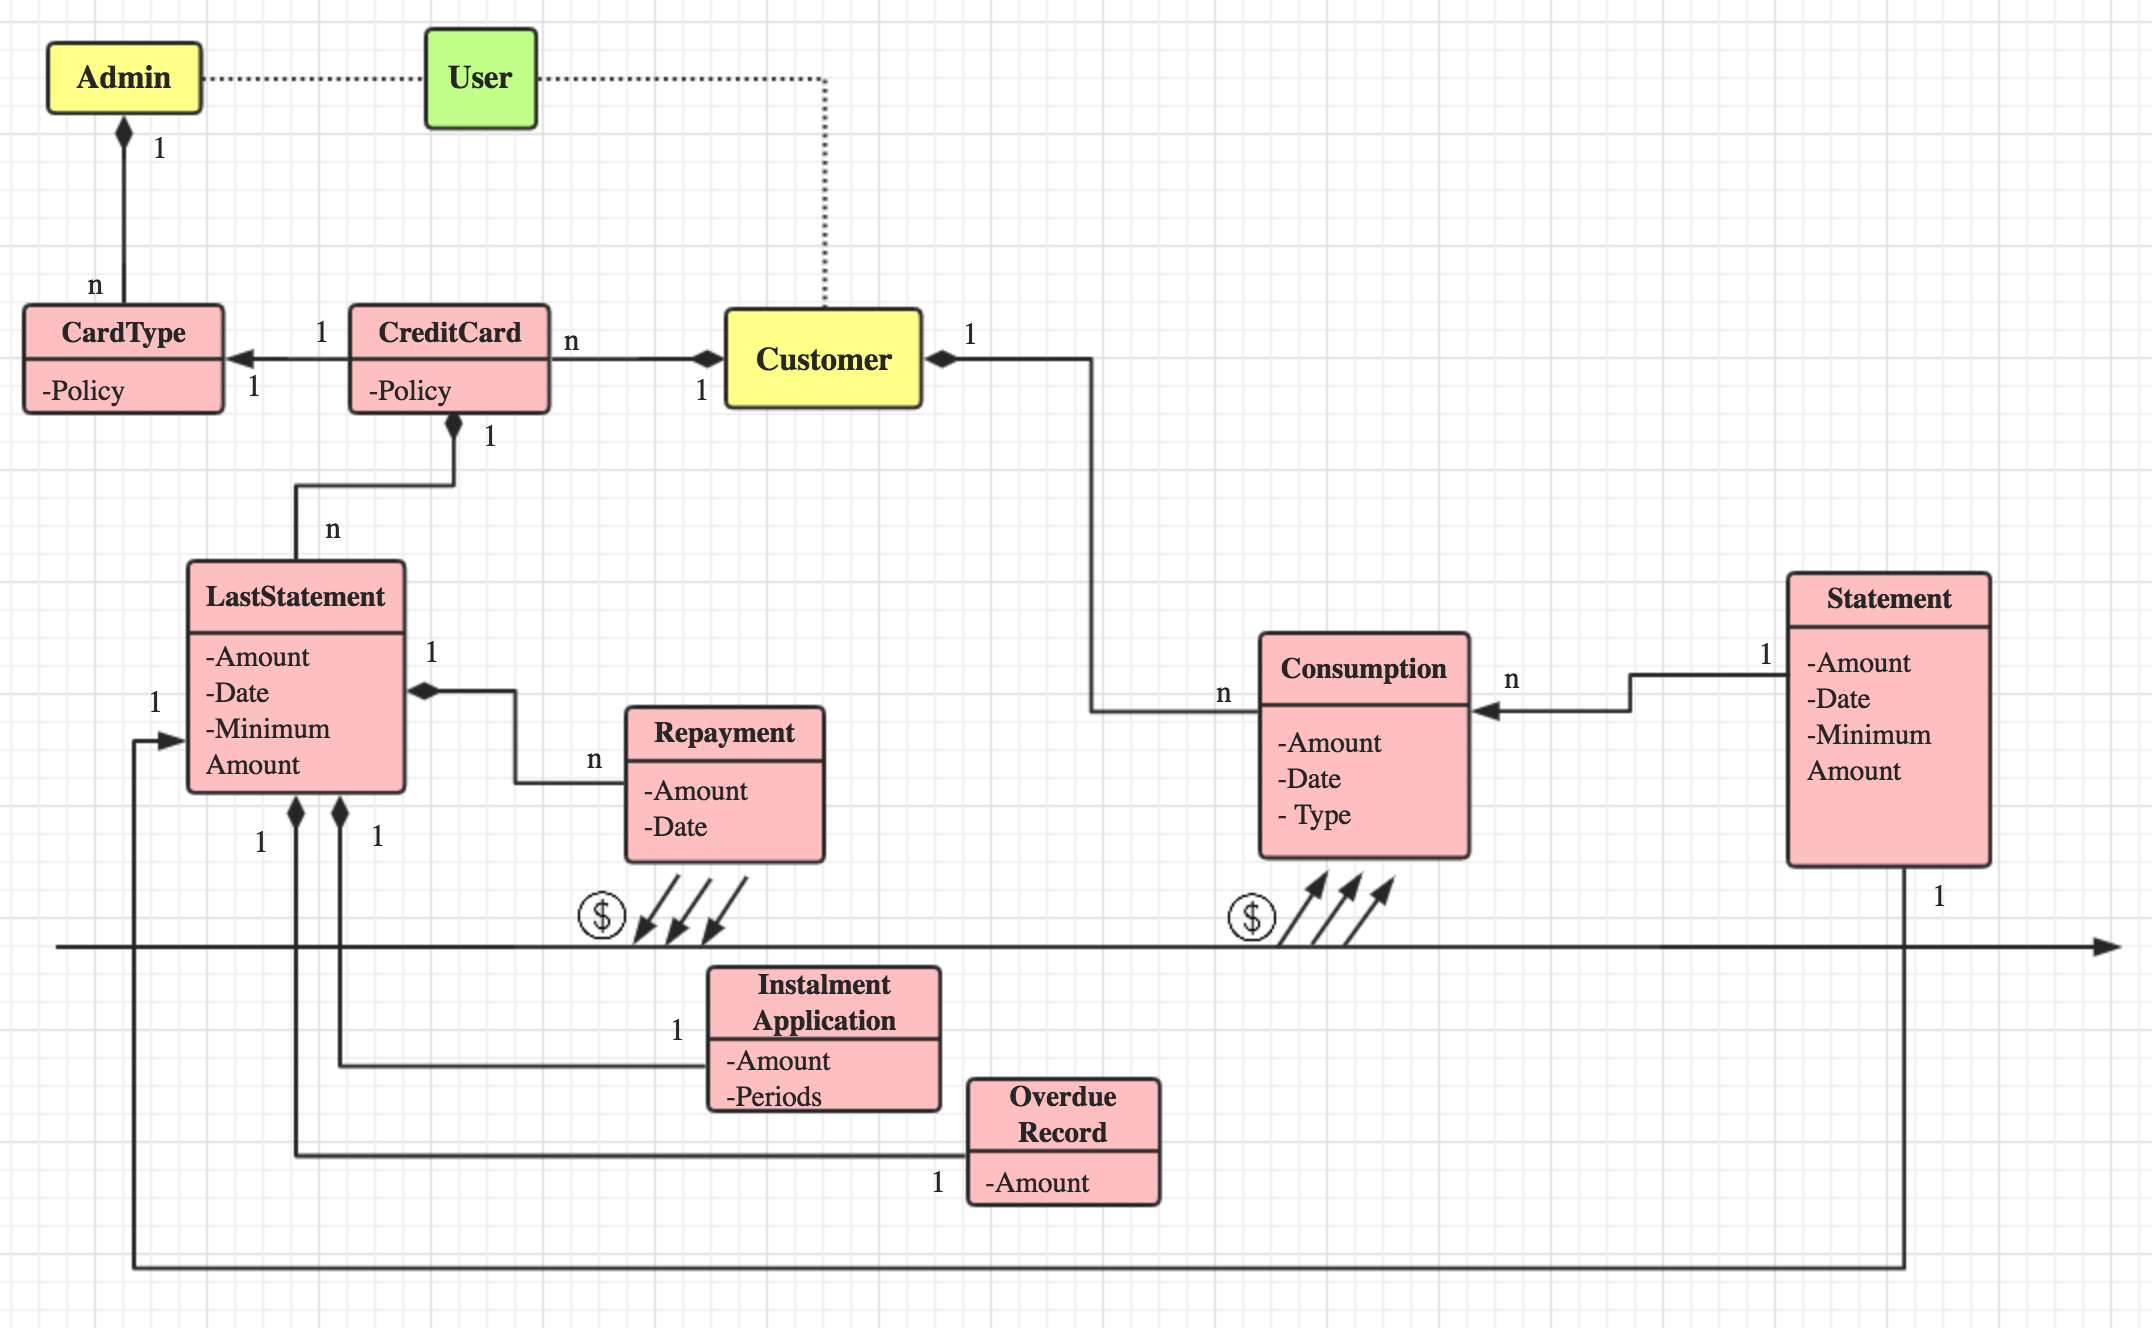 Admin
User
1
n
CardType
-Policy
1
1
CreditCard
-Policy
n
1
Customer
1
1
n
LastStatement
-Amount
-Date
-Minimum
Amount
1
1
n
Repayment
-Amount
-Date
n
Consumption
-Amount
-Date
- Type
n
1
Statement
-Amount
-Date
-Minimum
Amount
1
1
1
$
$
Instalment
Application
-Amount
-Periods
1
Overdue
Record
-Amount
1